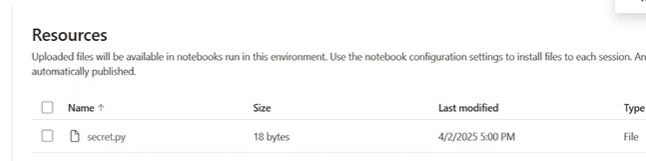 Resources
Uploaded files will be available in notebooks run in this environment. Use the notebook configuration settings to install files to each session. An
automatically published.
Name ↑ Size Last modified Type
secret.py 18 bytes 4/2/2025 5:00 PM File